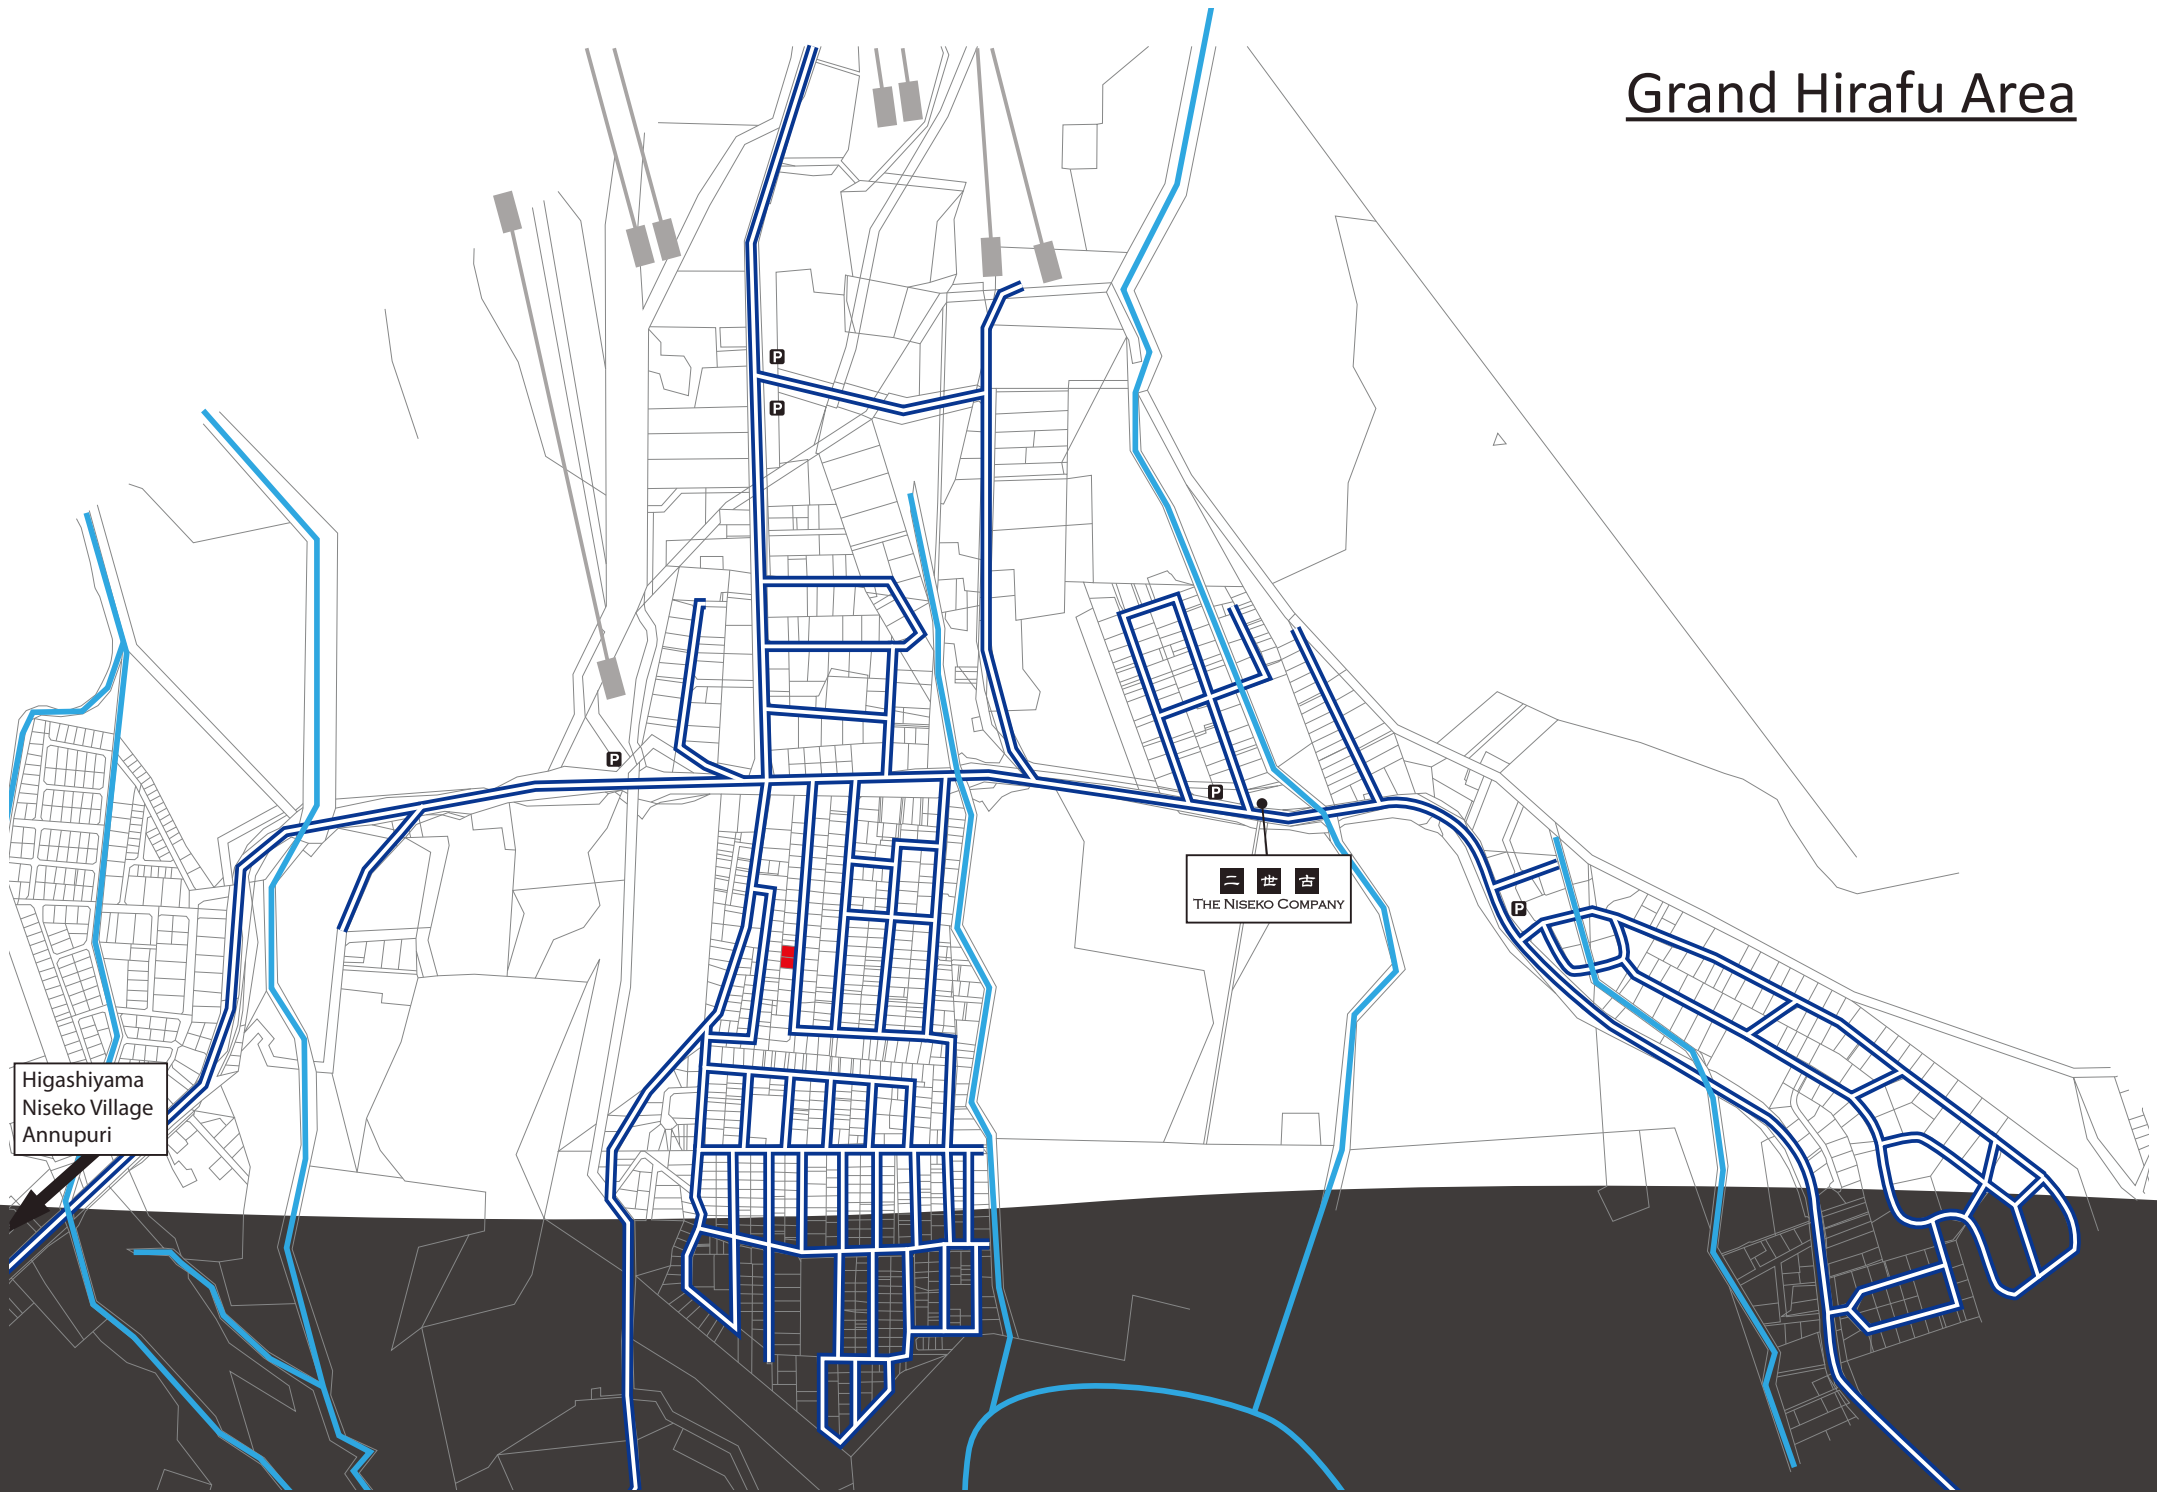 Grand Hirafu Area
P
P
P
P
二 世 古
THE NISEKO COMPANY
P
Higashiyama
Niseko Village
Annupuri